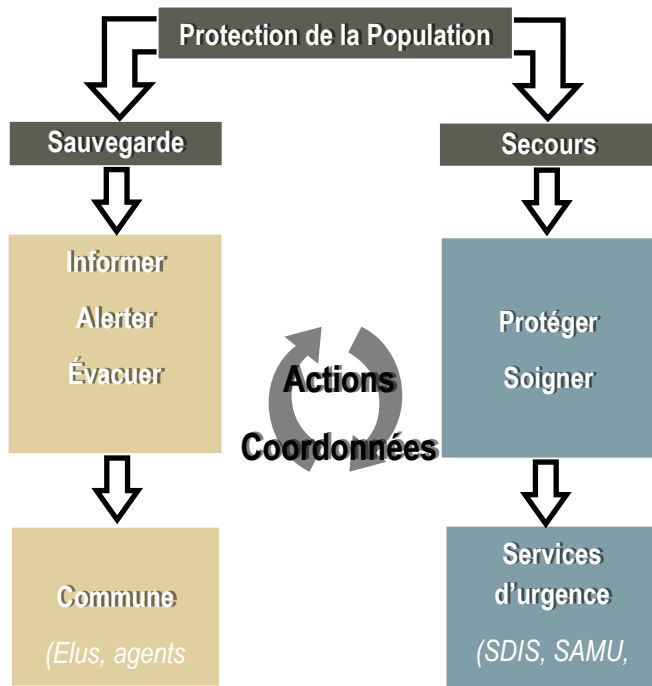 Protection de la Population
Sauvegarde
Informer
Alerter
Évacuer
Commune
(Elus, agents
Actions
Coordonnées
Secours
Protéger
Soigner
Services
d’urgence
(SDIS, SAMU,